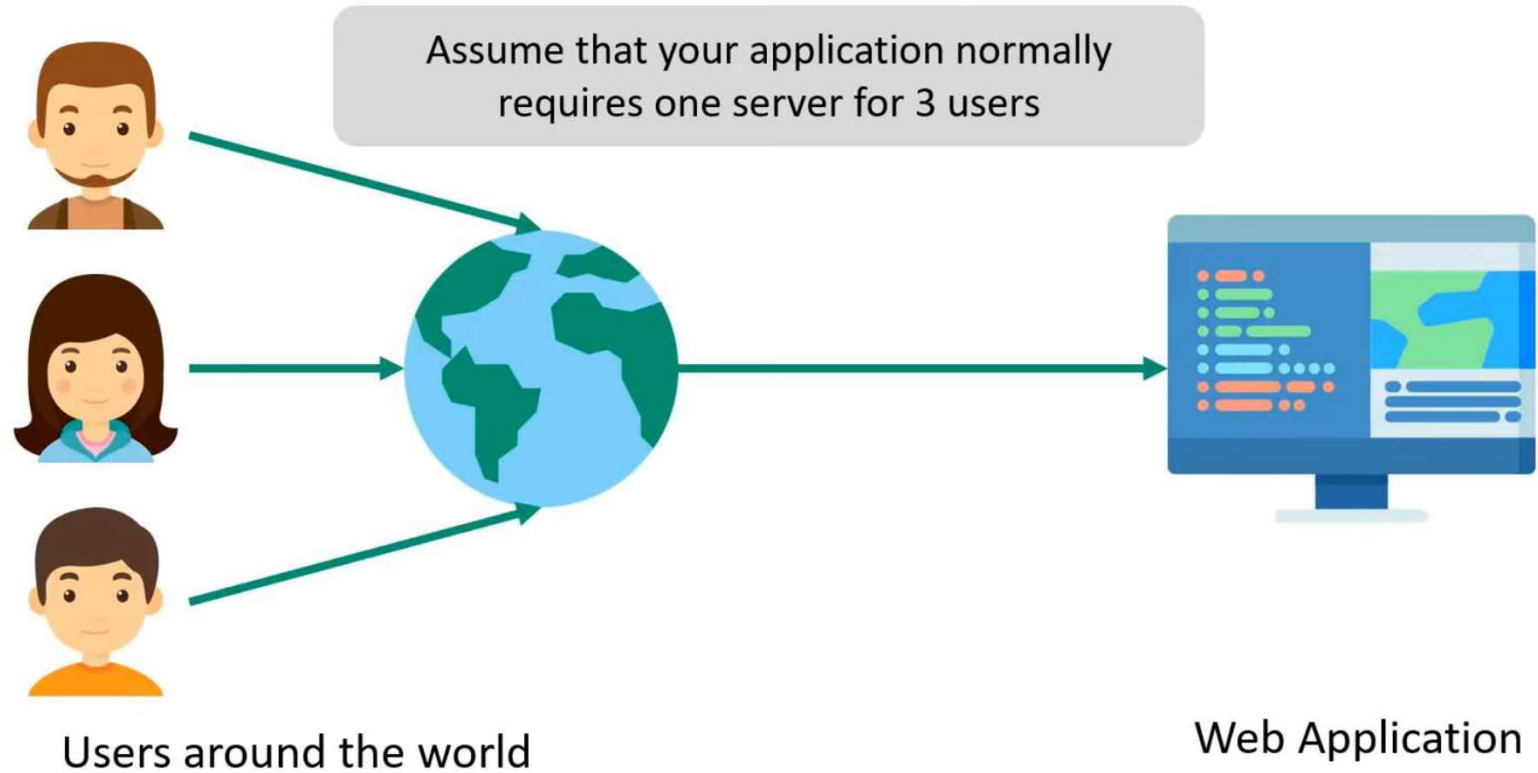 Assume that your application normally
requires one server for 3 users
Users around the world
Web Application